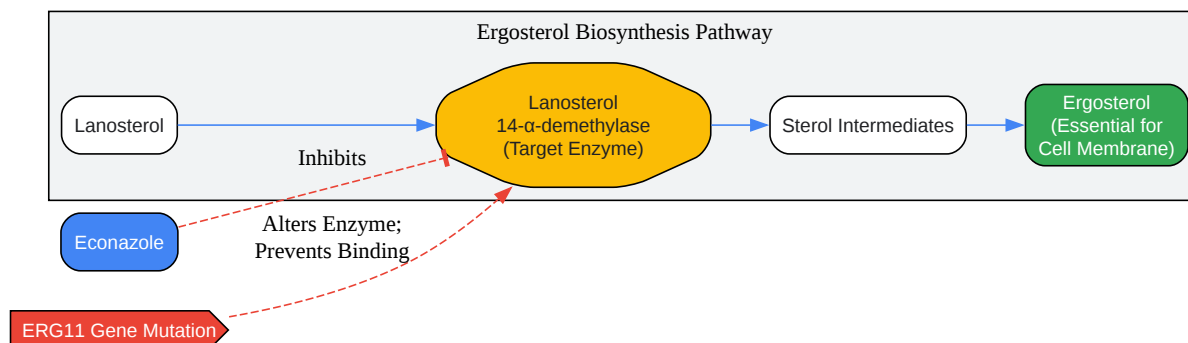 Ergosterol Biosynthesis Pathway
Lanosterol
Lanosterol
14-α-demethylase
(Target Enzyme)
Sterol Intermediates
Ergosterol
(Essential for
Cell Membrane)
Inhibits
Econazole
Alters Enzyme;
Prevents Binding
ERG11 Gene Mutation